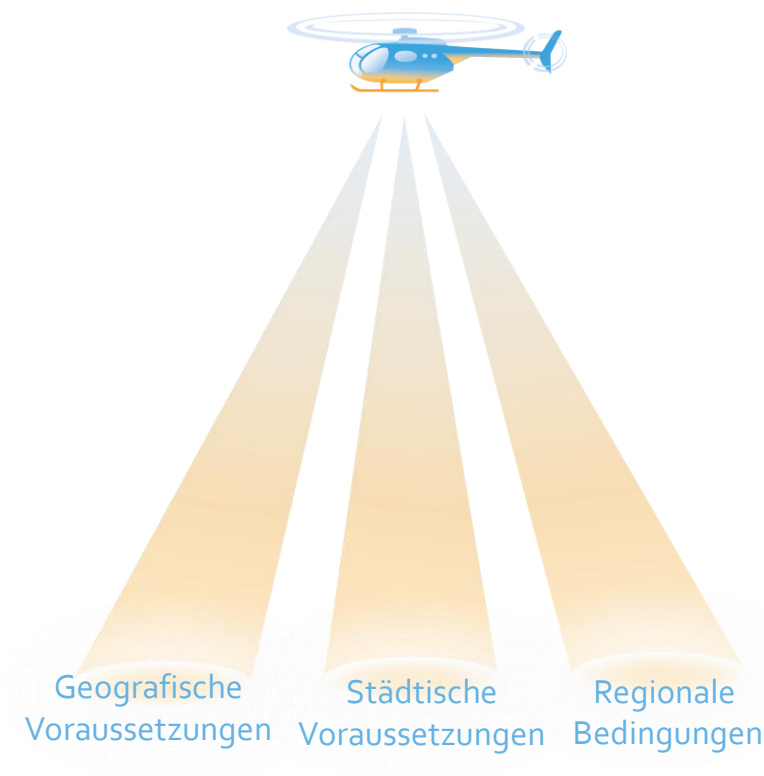 Geografische
Voraussetzungen
Städtische
Voraussetzungen
Regionale
Bedingungen